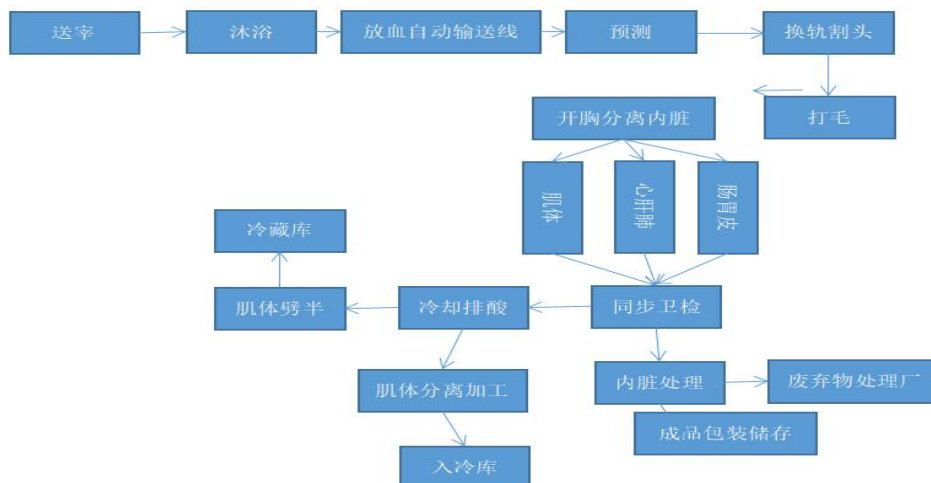 送宰
沐浴
放血自动输送线
预测
换轨割头
打毛
开胸分离内脏
肌体
心肝肺
肠胃皮
冷藏库
肌体劈半
冷却排酸
同步卫检
肌体分离加工
内脏处理
废弃物处理厂
成品包装储存
入冷库